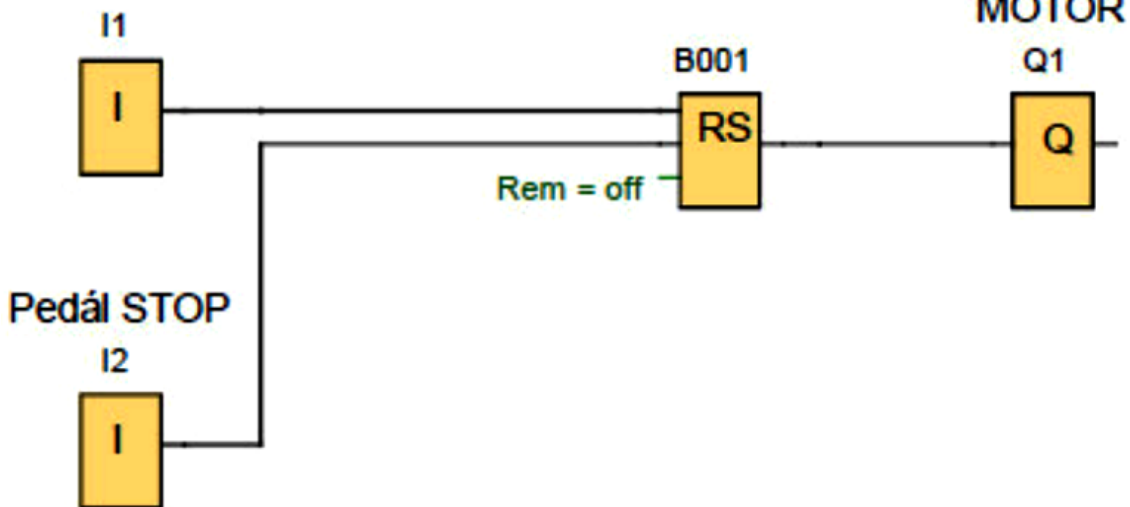 I1
I
MOTOR
B001
RS
Q1
Q
Rem = off
Pedál STOP
I2
I